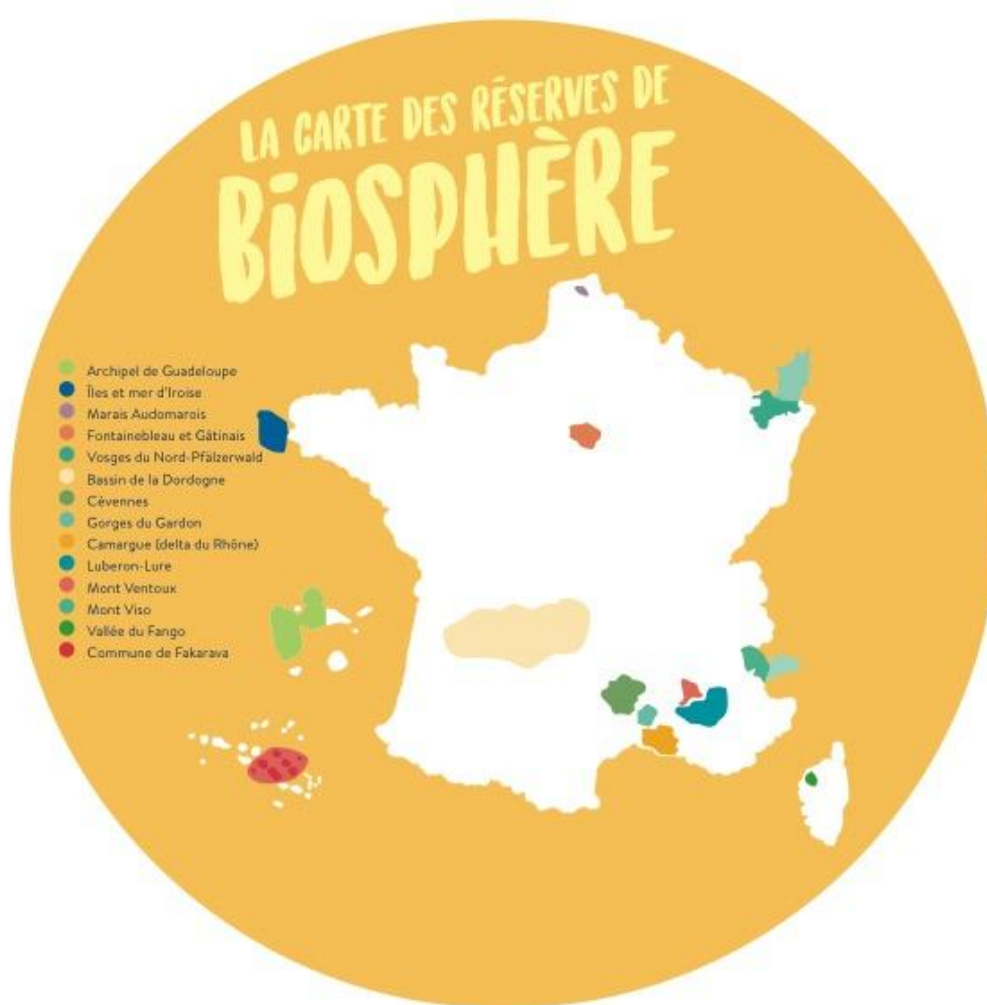 LA CARTE DES RÉSERVES DE
BIOSPHÈRE
Archipel de Guadeloupe
Îles et mer d'Iroise
Marais Audomarois
Fontainebleau et Gâtinais
Vosges du Nord-Pfälzerwald
Bassin de la Dordogne
Cévennes
Gorges du Gardon
Camargue (delta du Rhône)
Luberon-Lure
Mont Ventoux
Mont Viso
Vallée du Fango
Commune de Fakarava